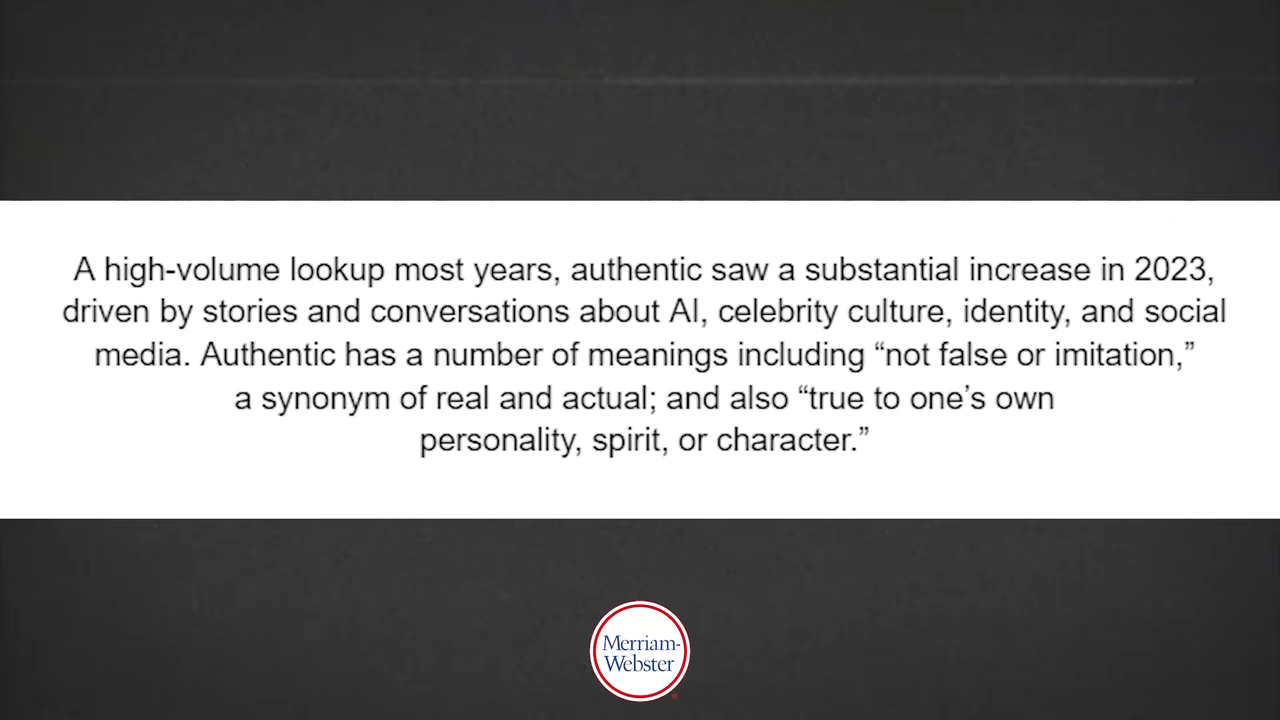 A high-volume lookup most years, authentic saw a substantial increase in 2023,
driven by stories and conversations about AI, celebrity culture, identity, and social
media. Authentic has a number of meanings including “not false or imitation,”
a synonym of real and actual; and also “true to one’s own
personality, spirit, or character.”
Merriam-
Webster